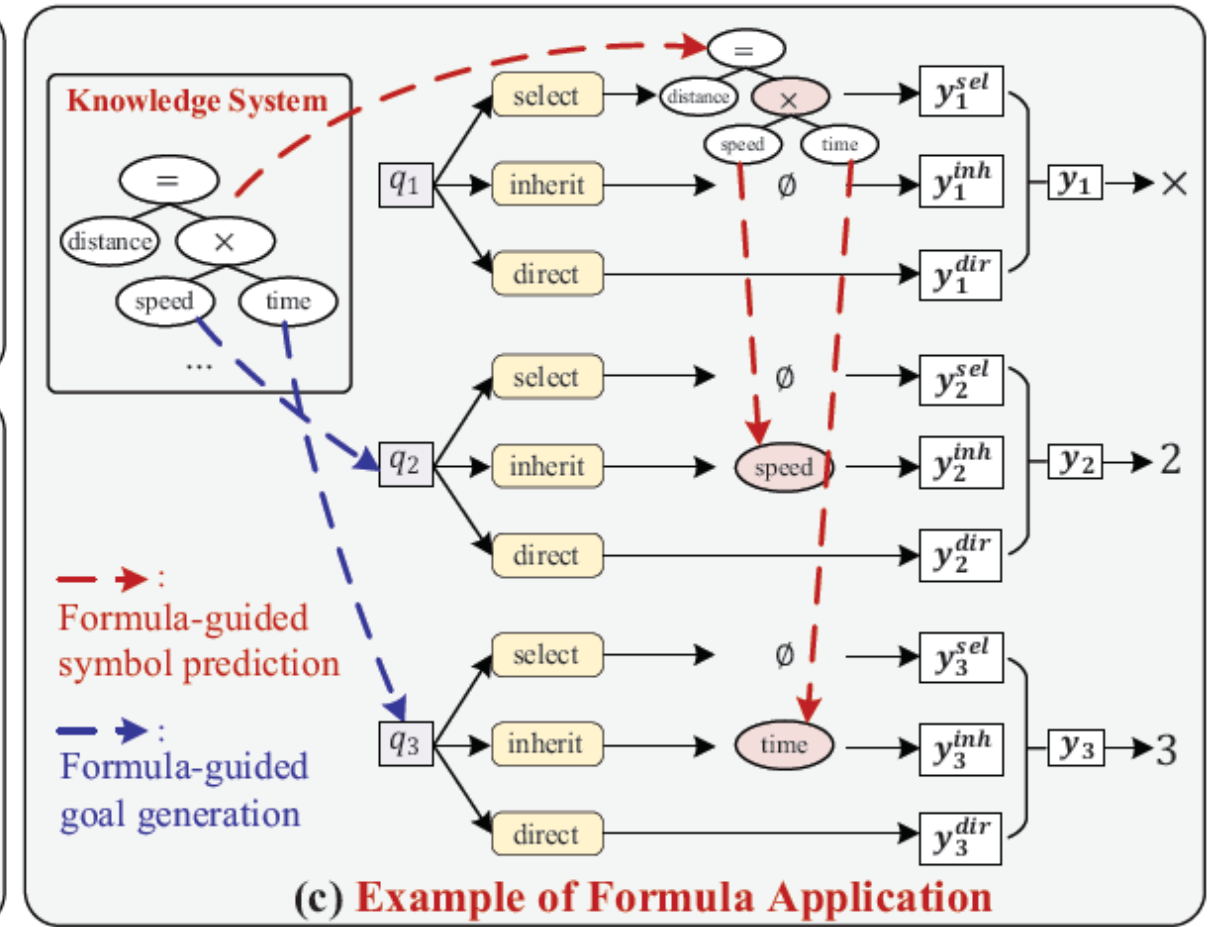 Knowledge System
=
distance
×
speed
time
...
=
distance
×
speed
time
q₁
select
inherit
∅
direct
y₁ˢᵉˡ
y₁ⁱⁿʰ
y₁ᵈⁱʳ
y₁
×
q₂
select
∅
inherit
speed
direct
y₂ˢᵉˡ
y₂ⁱⁿʰ
y₂ᵈⁱʳ
y₂
2
q₃
select
∅
inherit
time
direct
y₃ˢᵉˡ
y₃ⁱⁿʰ
y₃ᵈⁱʳ
y₃
3
:
Formula-guided
symbol prediction
:
Formula-guided
goal generation
(c) Example of Formula Application